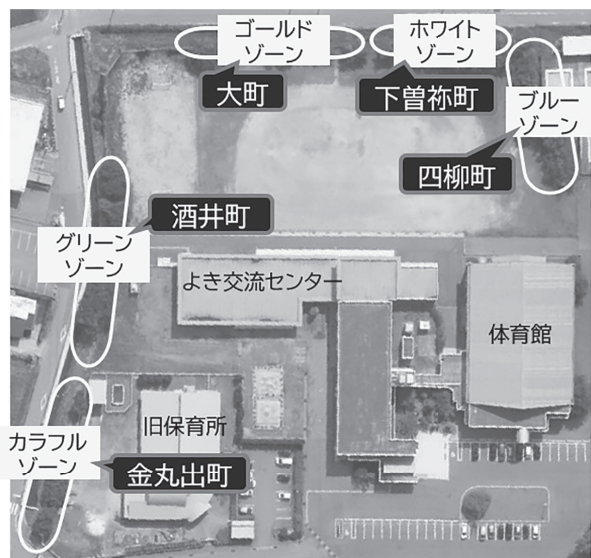 ゴールド
ゾーン
ホワイト
ゾーン
大町
下曽祢町
ブルー
ゾーン
四柳町
酒井町
グリーン
ゾーン
よき交流センター
体育館
旧保育所
カラフル
ゾーン
金丸出町